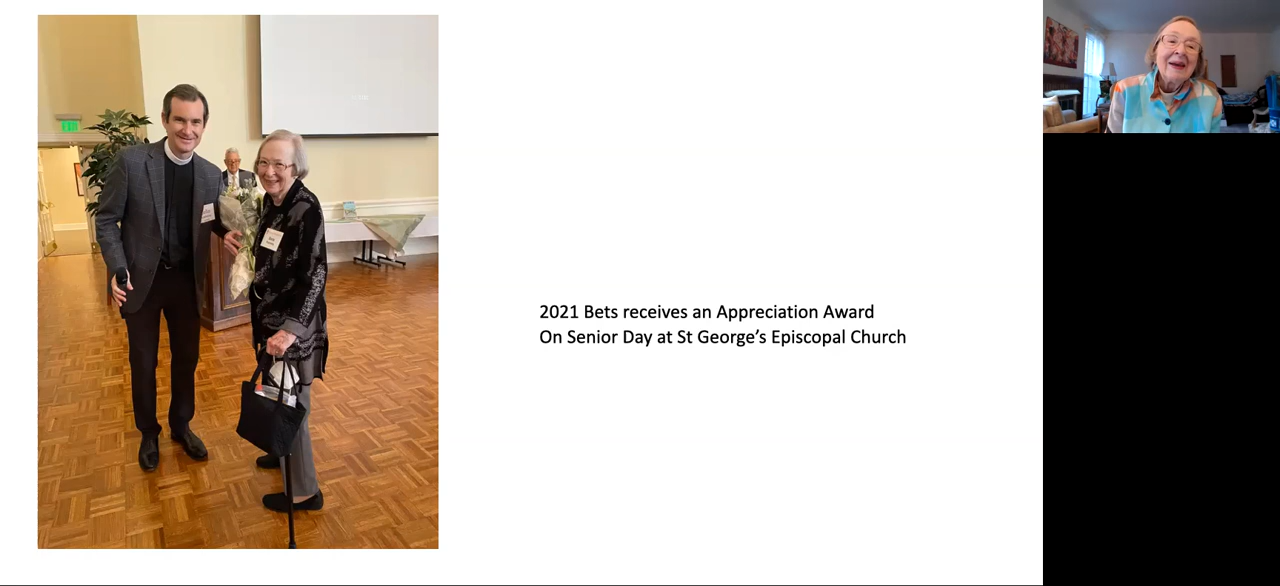 2021 Bets receives an Appreciation Award
On Senior Day at St George’s Episcopal Church